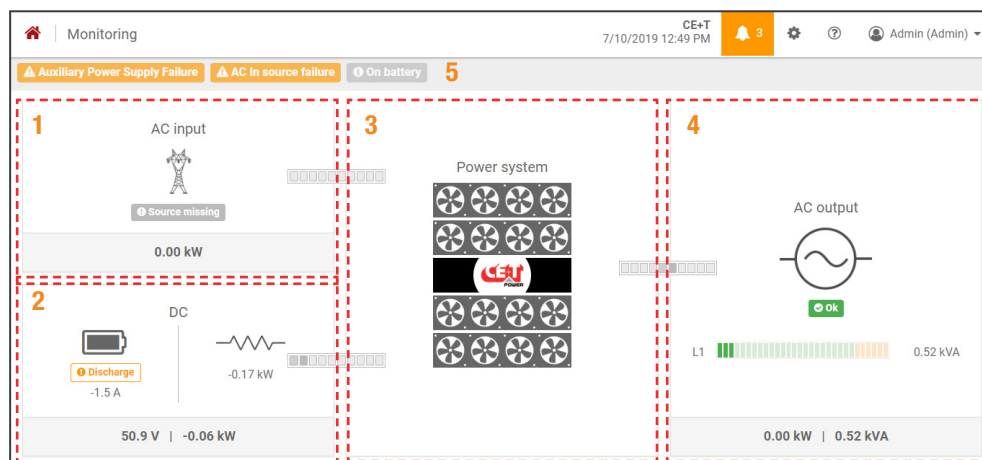 Monitoring
CE+T
7/10/2019 12:49 PM
3
Admin (Admin)
Auxiliary Power Supply Failure
AC In source failure
On battery
5
1
AC input
Source missing
0.00 kW
2
DC
Discharge
-1.5 A
-0.17 kW
50.9 V | -0.06 kW
3
Power system
CE+T
POWER
4
AC output
Ok
L1
0.52 kVA
0.00 kW | 0.52 kVA